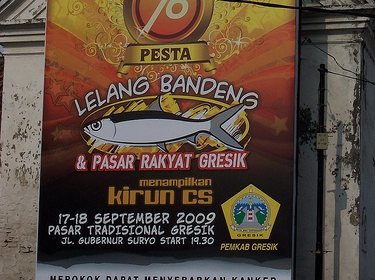 PESTA
LELANG BANDENG
& PASAR RAKYAT GRESIK
menampilkan
kirun cs
17-18 SEPTEMBER 2009
PASAR TRADISIONAL GRESIK
JL. GUBERNUR SURYO START 19.30
GRESIK
PEMKAB GRESIK
MEROKOK DAPAT MENYEBABKAN KANKER